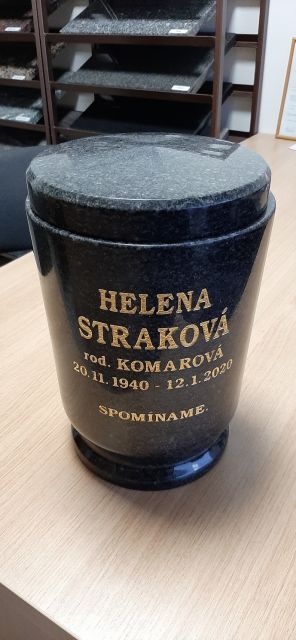 HELENA
STRAKOVÁ
rod. KOMAROVÁ
20.11.1940 - 12.1.2020
SPOMÍNAME.